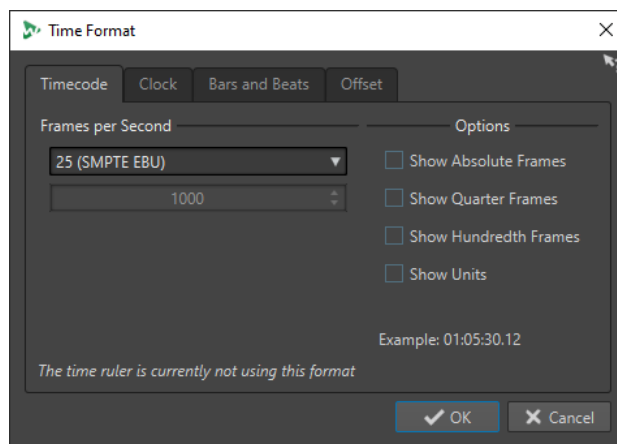 Time Format
Timecode Clock Bars and Beats Offset
Frames per Second
25 (SMPTE EBU)
1000
Options
Show Absolute Frames
Show Quarter Frames
Show Hundredth Frames
Show Units
Example: 01:05:30.12
The time ruler is currently not using this format
OK Cancel